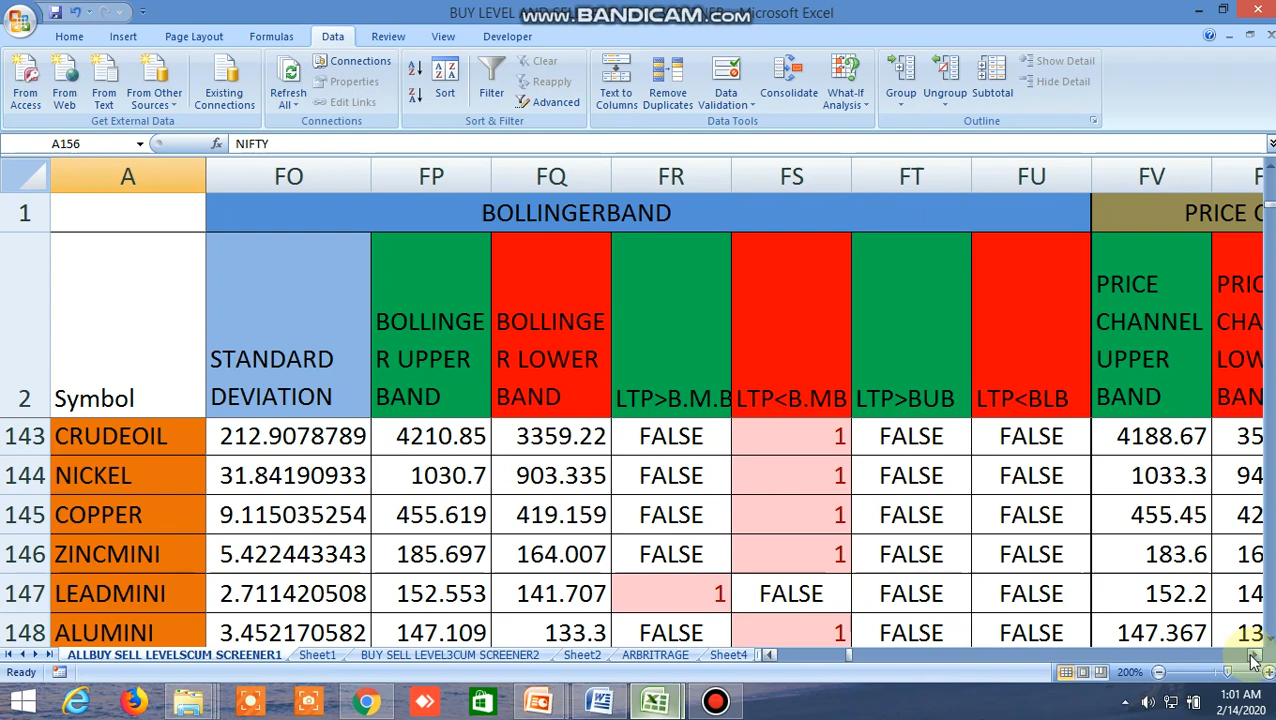 BUY LEVEL AN
www.BANDICAM.com
Microsoft Excel
Home Insert Page Layout Formulas Data Review View Developer
From Access
From Web
From Text
From Other Sources
Existing Connections
Get External Data
Refresh All
Connections
Properties
Edit Links
Connections
Sort
Filter
Clear
Reapply
Advanced
Sort & Filter
Text to Columns
Remove Duplicates
Data Validation
Consolidate
What-If Analysis
Data Tools
Group
Ungroup
Subtotal
Show Detail
Hide Detail
Outline
A156 fx NIFTY
A FO FP FQ FR FS FT FU FV F
1 BOLLINGERBAND PRICE C
2 Symbol
STANDARD DEVIATION
BOLLINGE R UPPER BAND
BOLLINGE R LOWER BAND
LTP>B.M.B
LTP<B.MB
LTP>BUB
LTP<BLB
PRICE CHANNEL UPPER BAND
PRIC CHA LOW BAN
143 CRUDEOIL 212.9078789 4210.85 3359.22 FALSE 1 FALSE FALSE 4188.67 35
144 NICKEL 31.84190933 1030.7 903.335 FALSE 1 FALSE FALSE 1033.3 94
145 COPPER 9.115035254 455.619 419.159 FALSE 1 FALSE FALSE 455.45 42
146 ZINCMINI 5.422443343 185.697 164.007 FALSE 1 FALSE FALSE 183.6 16
147 LEADMINI 2.711420508 152.553 141.707 1 FALSE FALSE FALSE 152.2 14
148 ALUMINI 3.452170582 147.109 133.3 FALSE 1 FALSE FALSE 147.367 13
ALLBUY SELL LEVELSCUM SCREENER1 Sheet1 BUY SELL LEVEL3CUM SCREENER2 Sheet2 ARBRITRAGE Sheet4
Ready 200%
1:01 AM
2/14/2020